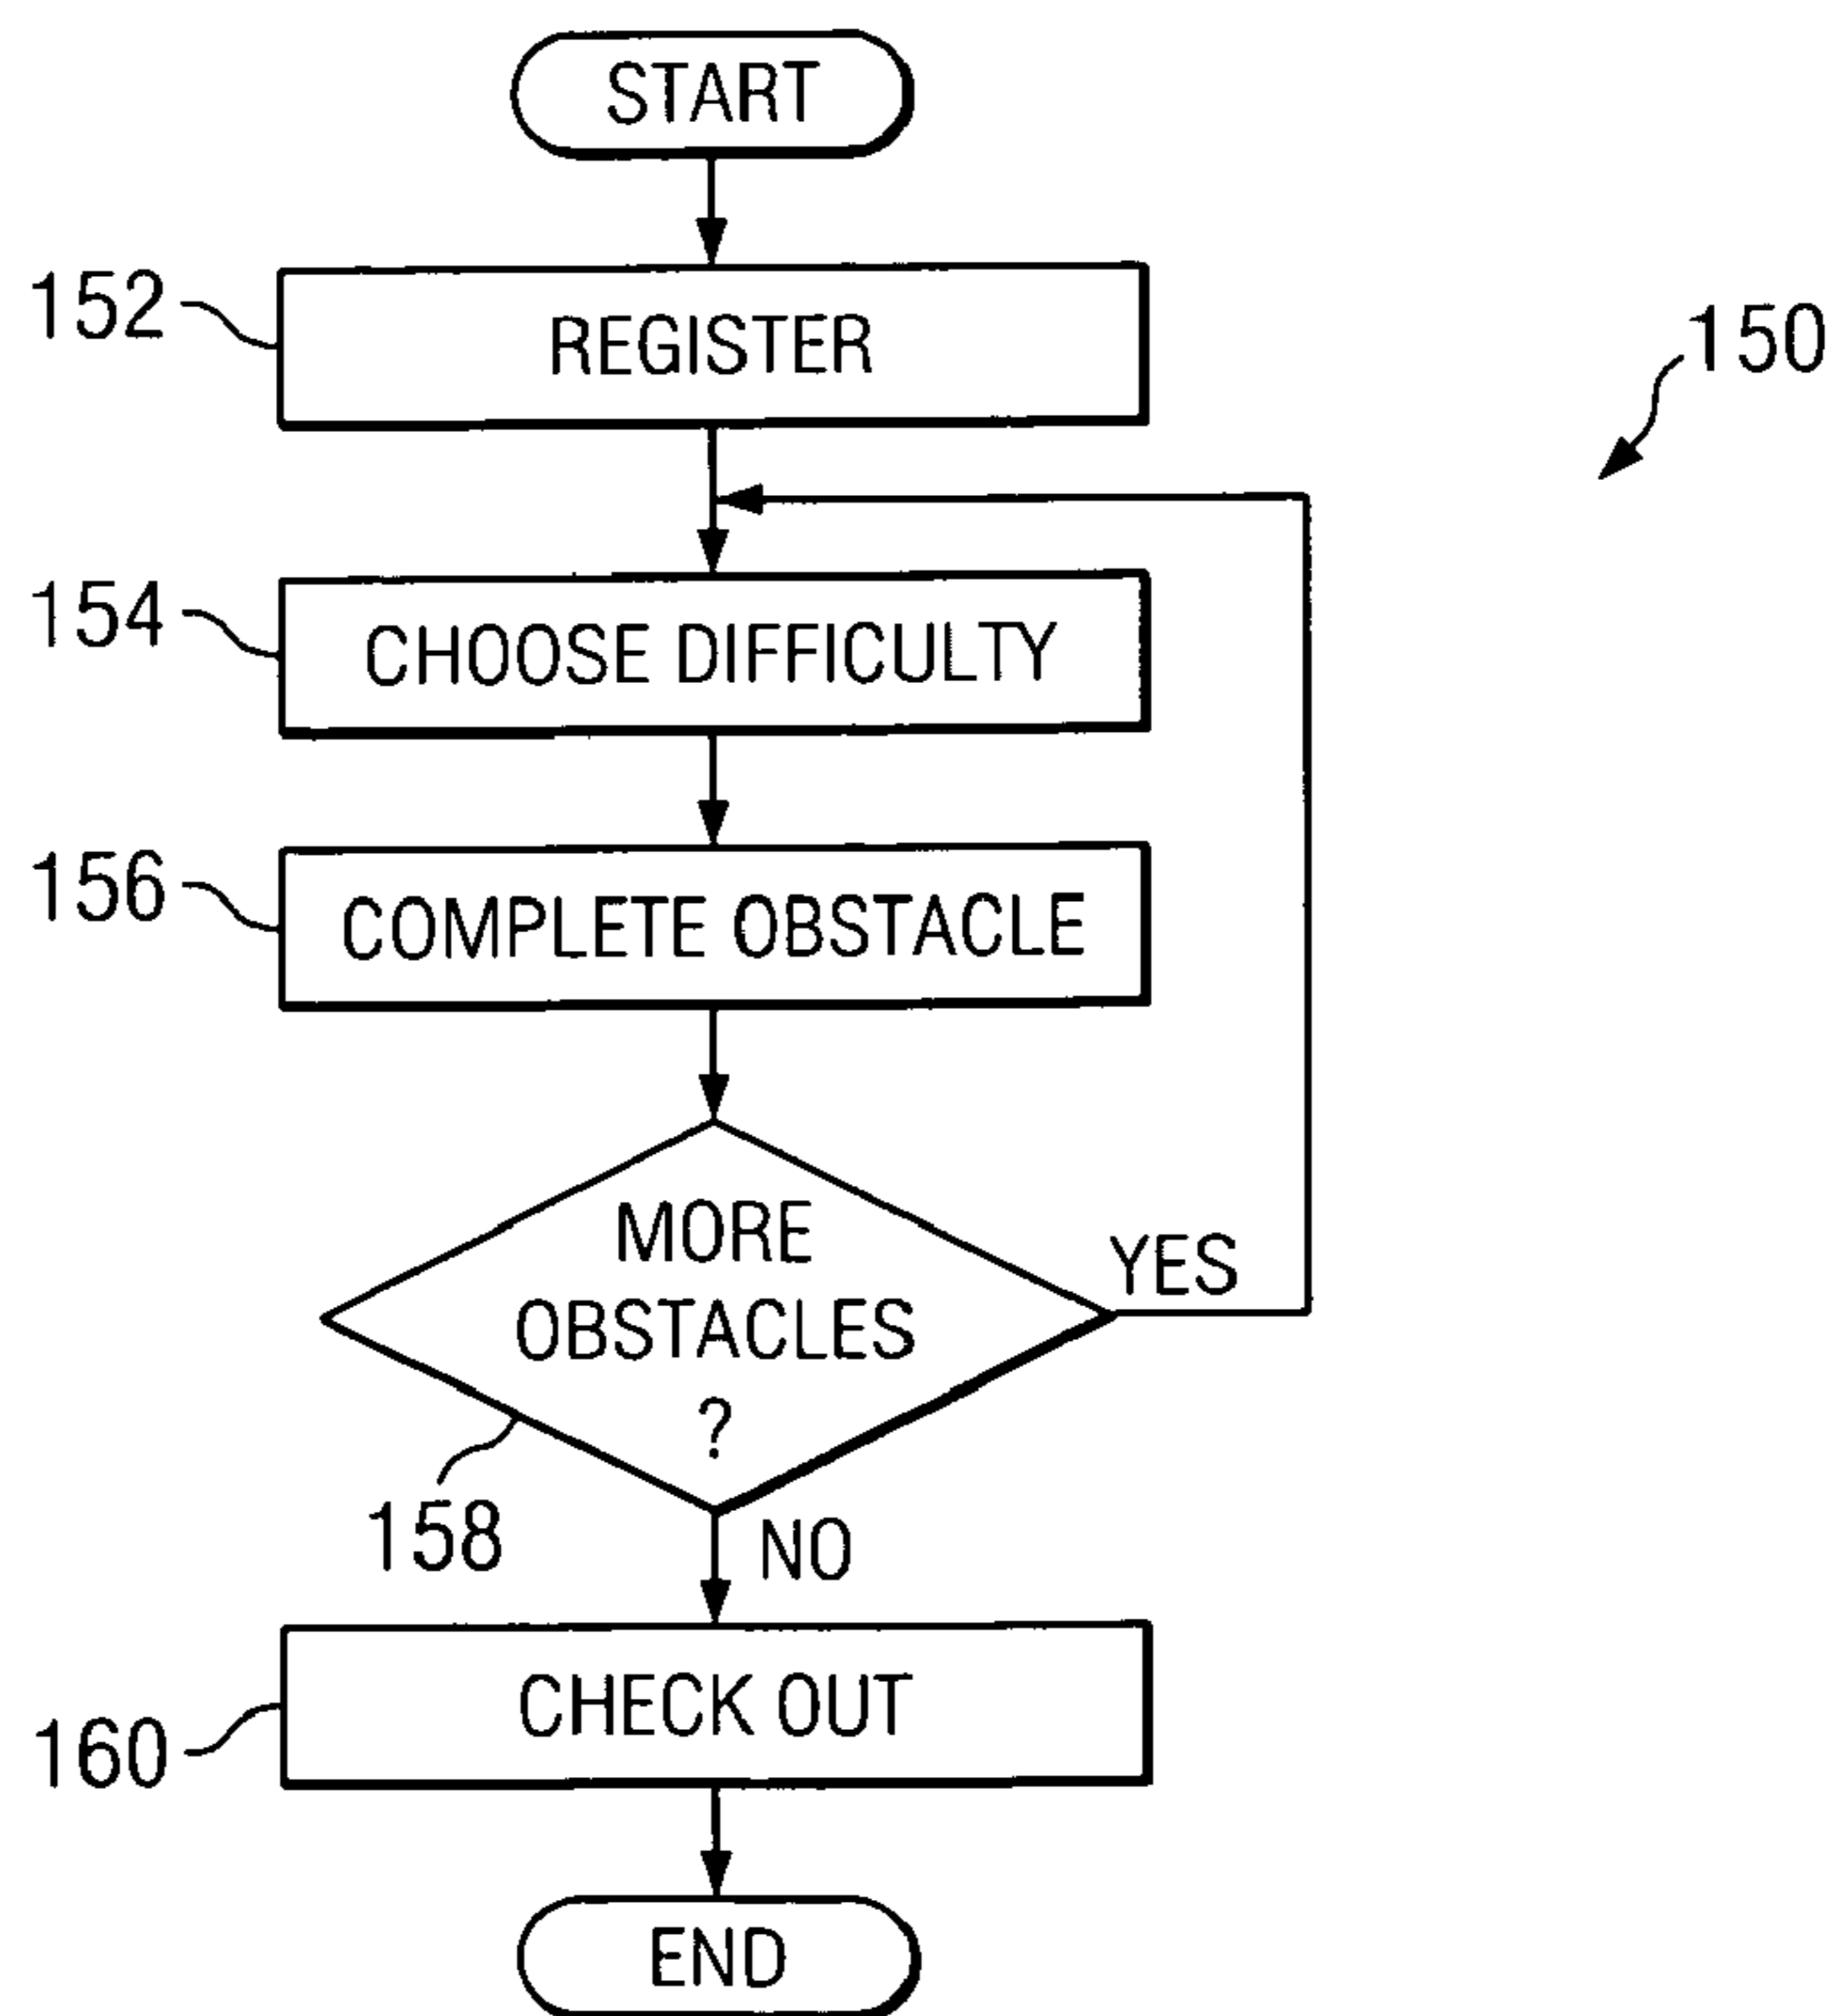 START
152
REGISTER
150
154
CHOOSE DIFFICULTY
156
COMPLETE OBSTACLE
MORE
OBSTACLES
?
YES
158
NO
CHECK OUT
160
END